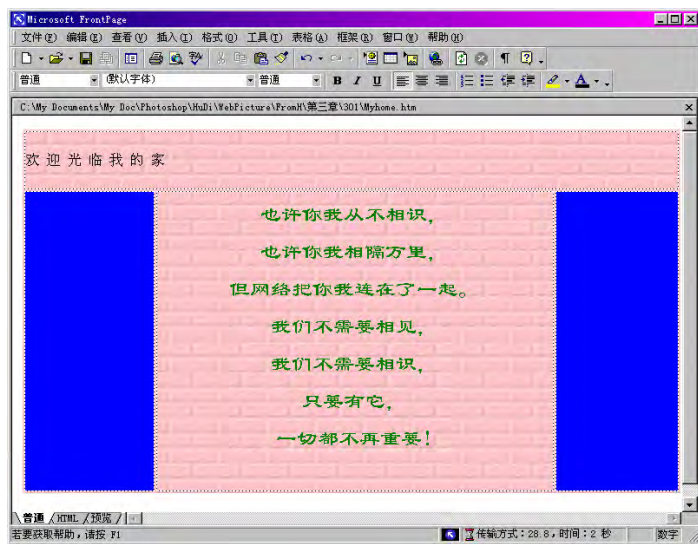 Microsoft FrontPage
文件(F) 编辑(E) 查看(V) 插入(I) 格式(O) 工具(T) 表格(A) 框架(R) 窗口(W) 帮助(H)
普通 (默认字体) 普通 B I U A
C:\My Documents\My Doc\Photoshop\HuDi\WebPicture\FromH\第三章\301\Myhome.htm
欢迎光临我的家
也许你我从不相识，
也许你我相隔万里，
但网络把你我连在了一起。
我们不需要相见，
我们不需要相识，
只要有它，
一切都不再重要！
普通 HTML 预览
若要获取帮助，请按 F1 传输方式：28.8，时间：2 秒 数字